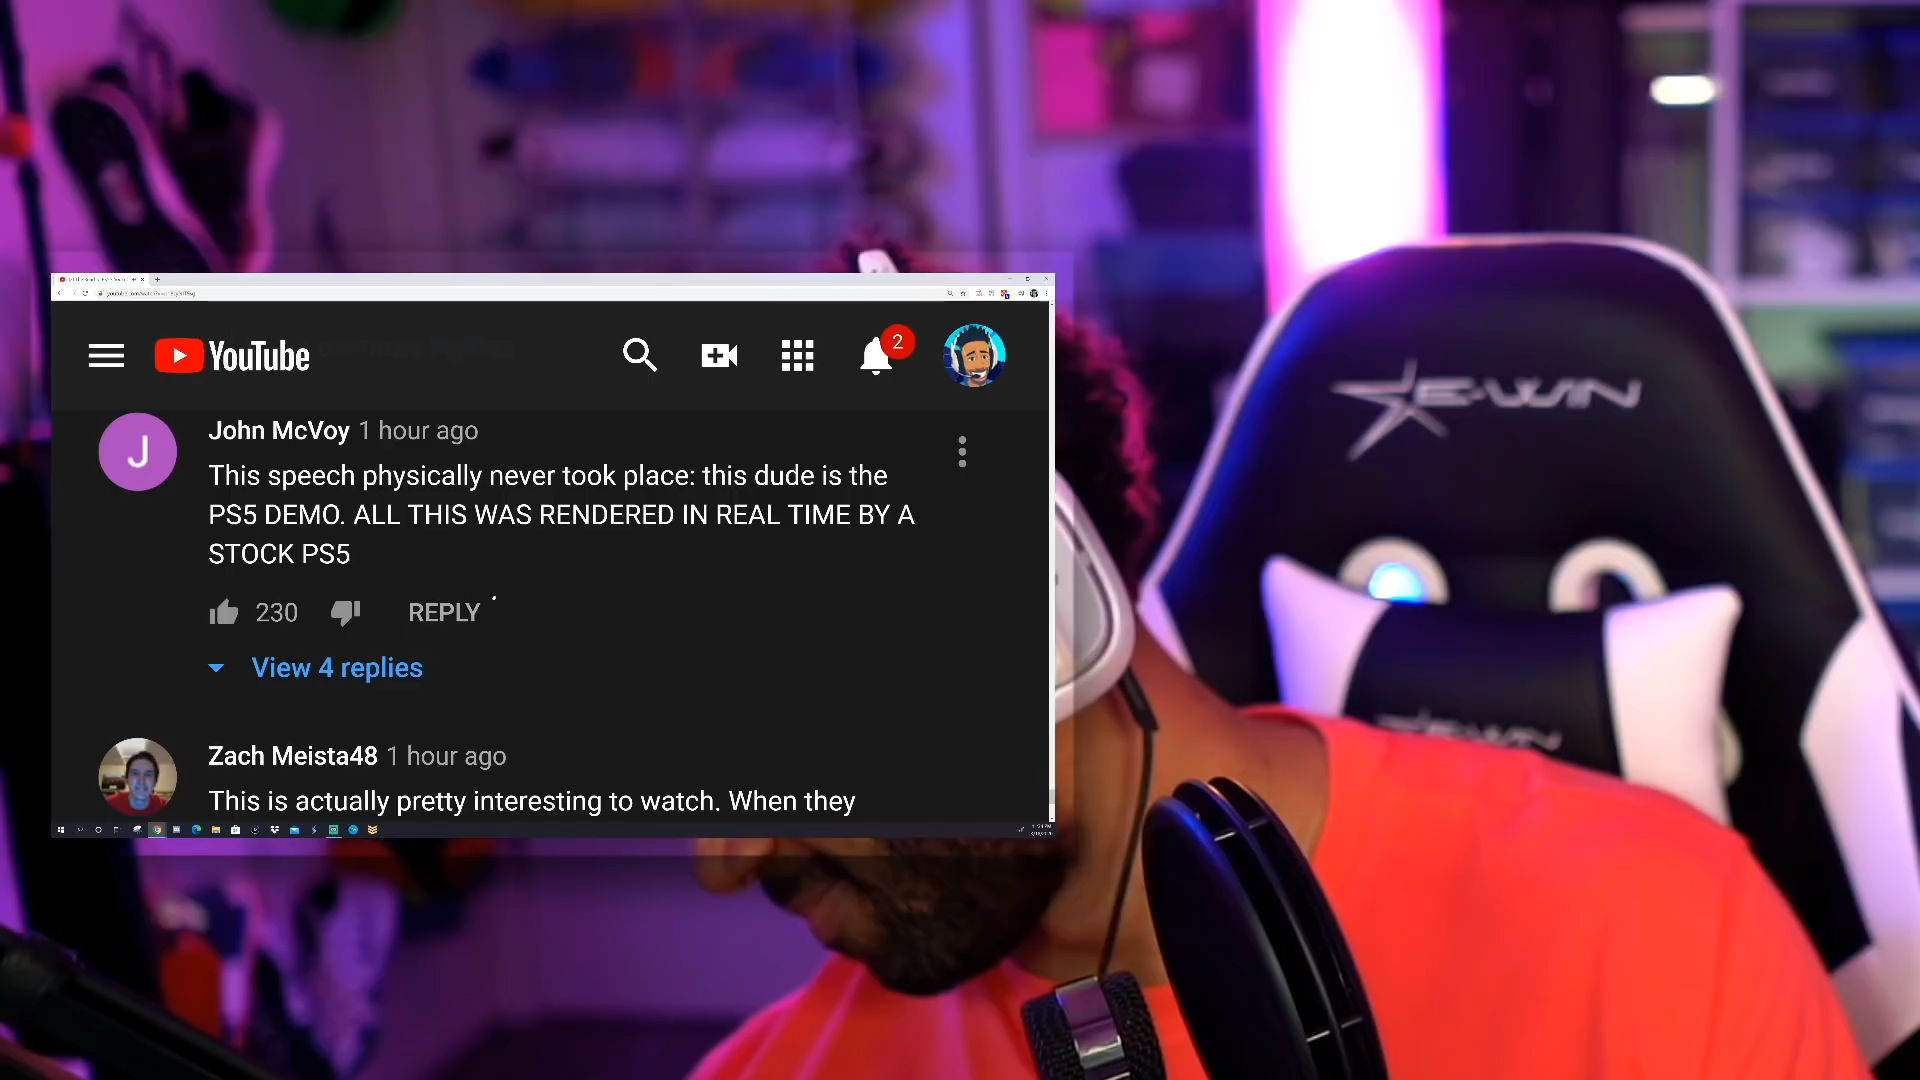 YouTube
2
John McVoy 1 hour ago
This speech physically never took place: this dude is the
PS5 DEMO. ALL THIS WAS RENDERED IN REAL TIME BY A
STOCK PS5
230 REPLY
View 4 replies
Zach Meista48 1 hour ago
This is actually pretty interesting to watch. When they
J
E-WIN
E-WIN